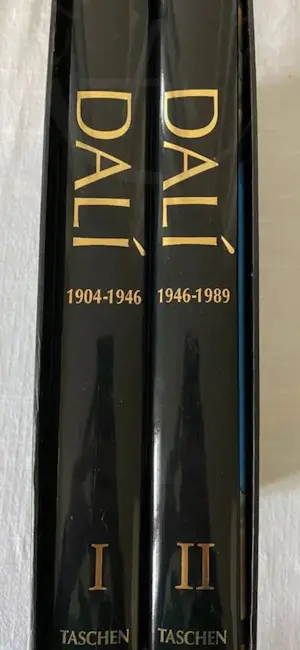 DALÍ
1904-1946
I
TASCHEN
DALÍ
1946-1989
II
TASCHEN